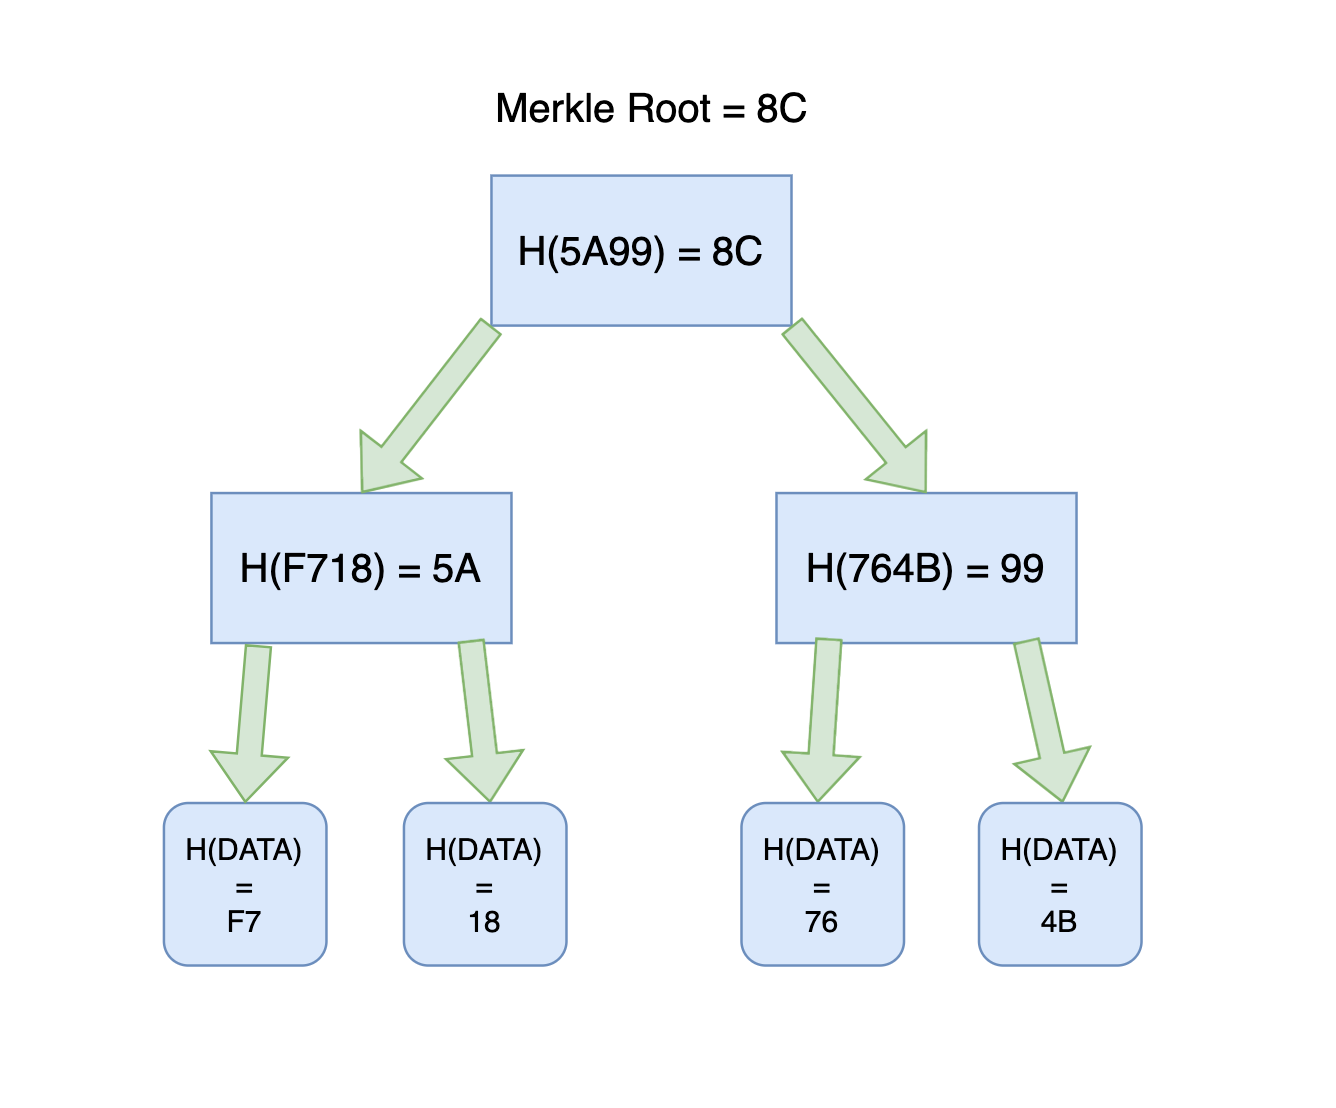 Merkle Root = 8C
H(5A99) = 8C
H(F718) = 5A
H(764B) = 99
H(DATA)
=
F7
H(DATA)
=
18
H(DATA)
=
76
H(DATA)
=
4B